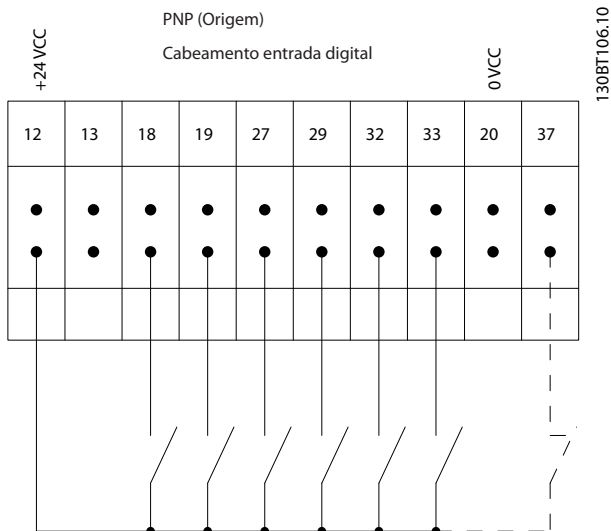 PNP (Origem)
Cabeamento entrada digital
+24 VCC
0 VCC
130BT106.10
12 13 18 19 27 29 32 33 20 37